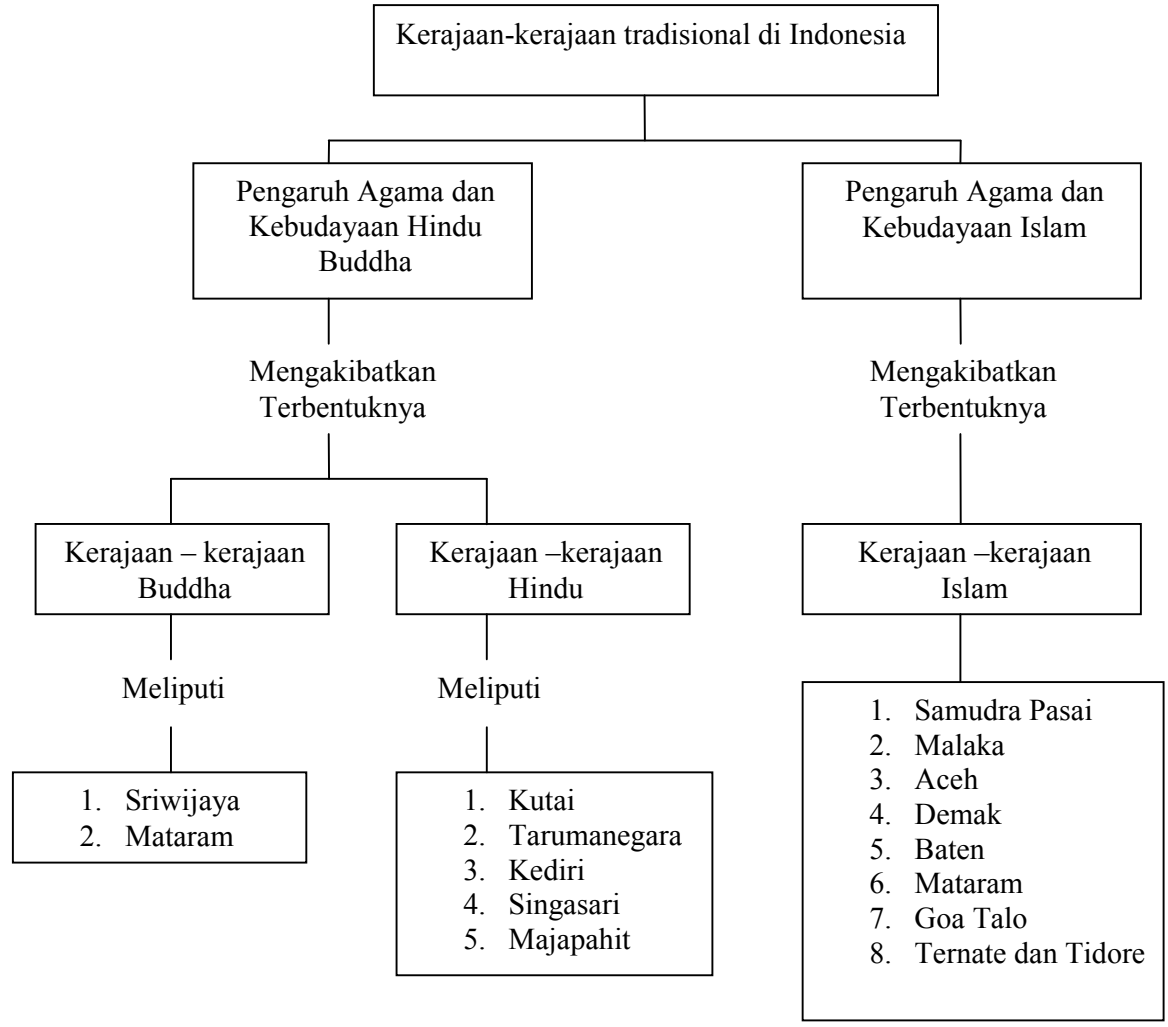 Kerajaan-kerajaan tradisional di Indonesia
Pengaruh Agama dan
Kebudayaan Hindu
Buddha
Pengaruh Agama dan
Kebudayaan Islam
Mengakibatkan
Terbentuknya
Mengakibatkan
Terbentuknya
Kerajaan – kerajaan
Buddha
Kerajaan –kerajaan
Hindu
Kerajaan –kerajaan
Islam
Meliputi
Meliputi
1. Sriwijaya
2. Mataram
1. Kutai
2. Tarumanegara
3. Kediri
4. Singasari
5. Majapahit
1. Samudra Pasai
2. Malaka
3. Aceh
4. Demak
5. Baten
6. Mataram
7. Goa Talo
8. Ternate dan Tidore